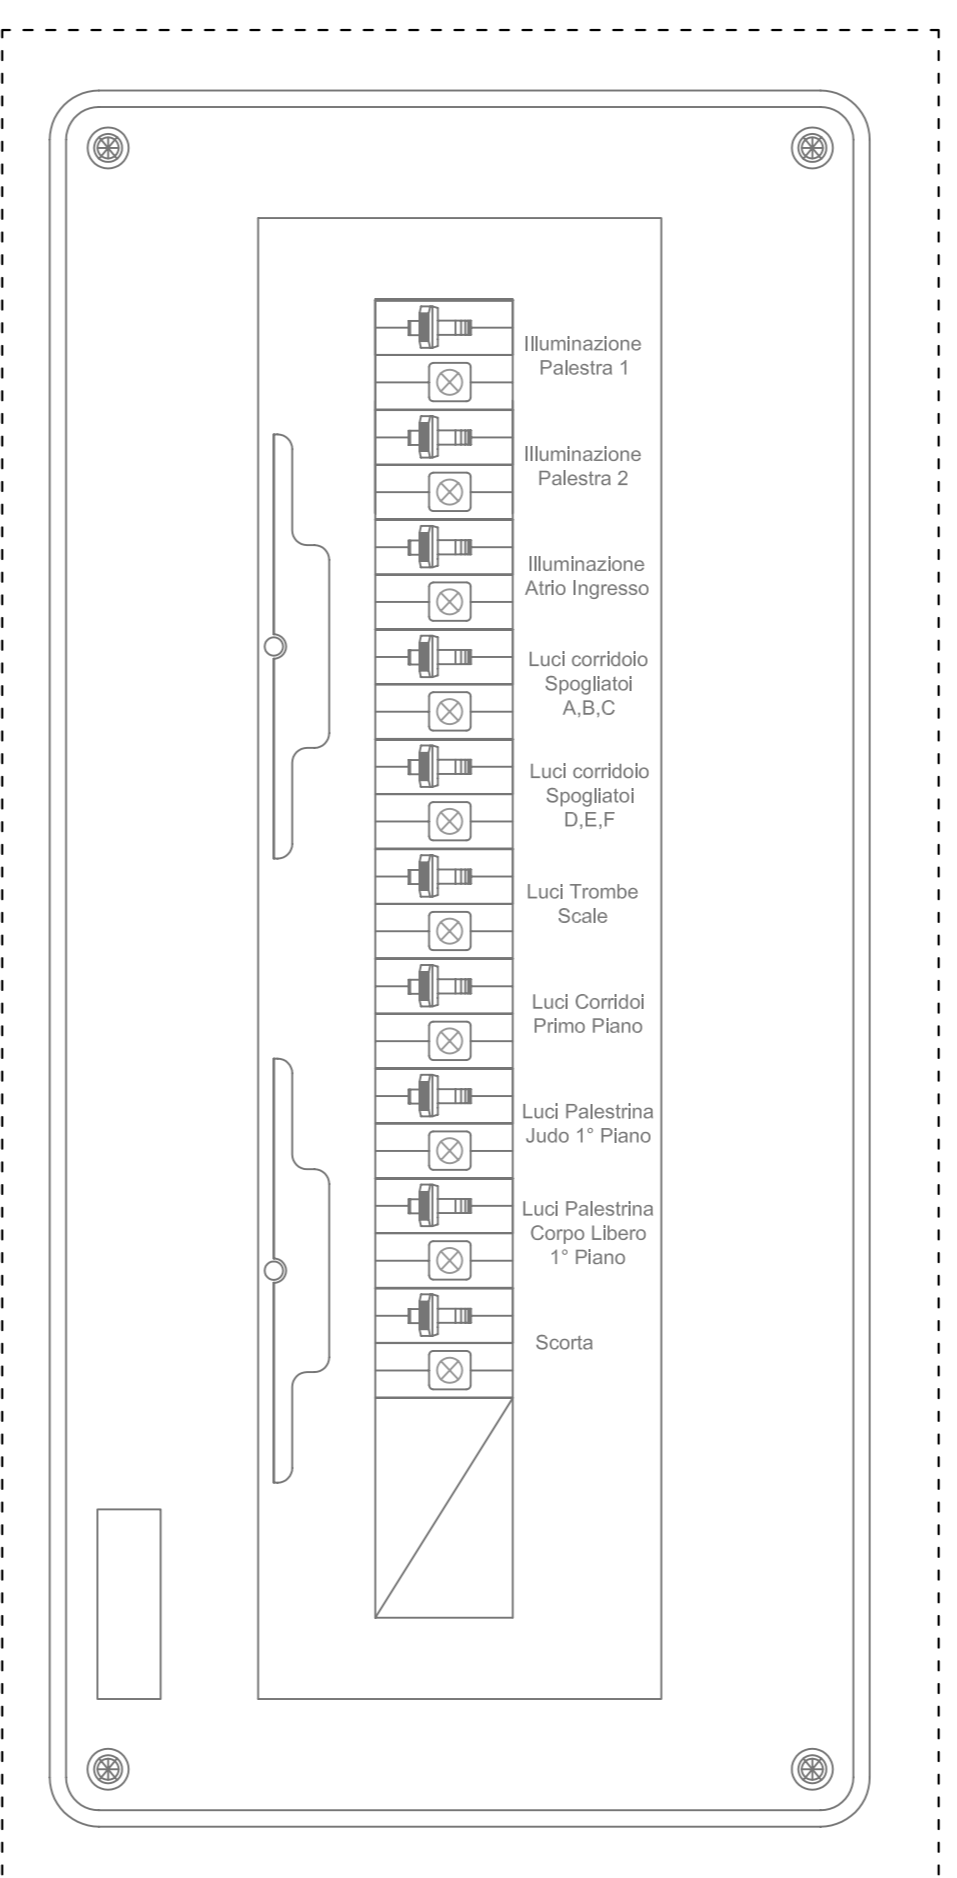 Illuminazione
Palestra 1
Illuminazione
Palestra 2
Illuminazione
Atrio Ingresso
Luci corridoio
Spogliatoi
A,B,C
Luci corridoio
Spogliatoi
D,E,F
Luci Trombe
Scale
Luci Corridoi
Primo Piano
Luci Palestrina
Judo 1° Piano
Luci Palestrina
Corpo Libero
1° Piano
Scorta